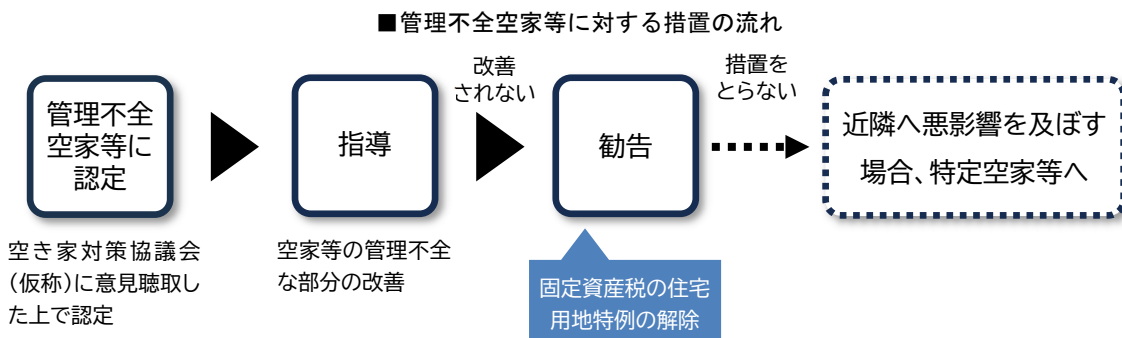 ■管理不全空家等に対する措置の流れ
管理不全
空家等に
認定
指導
改善
されない
勧告
措置を
とらない
近隣へ悪影響を及ぼす
場合、特定空家等へ
空き家対策協議会
(仮称)に意見聴取し
た上で認定
空家等の管理不全
な部分の改善
固定資産税の住宅
用地特例の解除